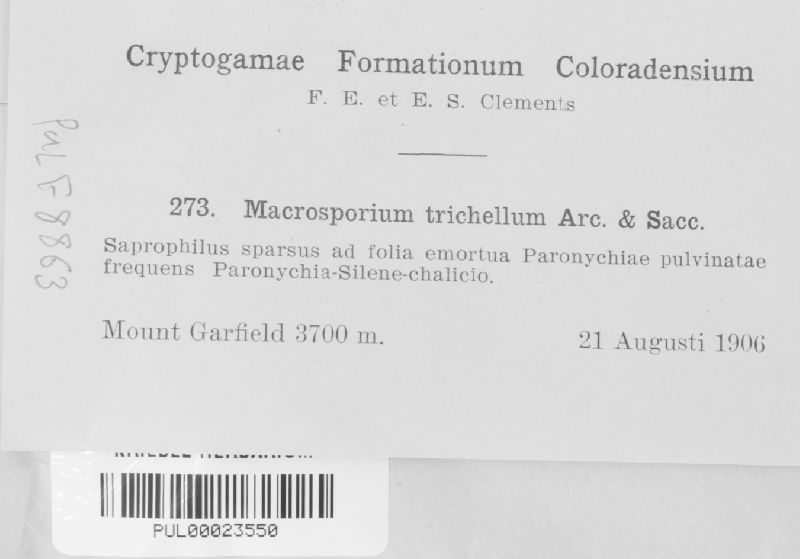 Cryptogamae Formationum Coloradensium
F. E. et E. S. Clements
273. Macrosporium trichellum Arc. & Sacc.
Saprophilus sparsus ad folia emortua Paronychiae pulvinatae
frequens Paronychia-Silene-chalicio.
Mount Garfield 3700 m. 21 Augusti 1906
PUL F 8863
PUL00023550